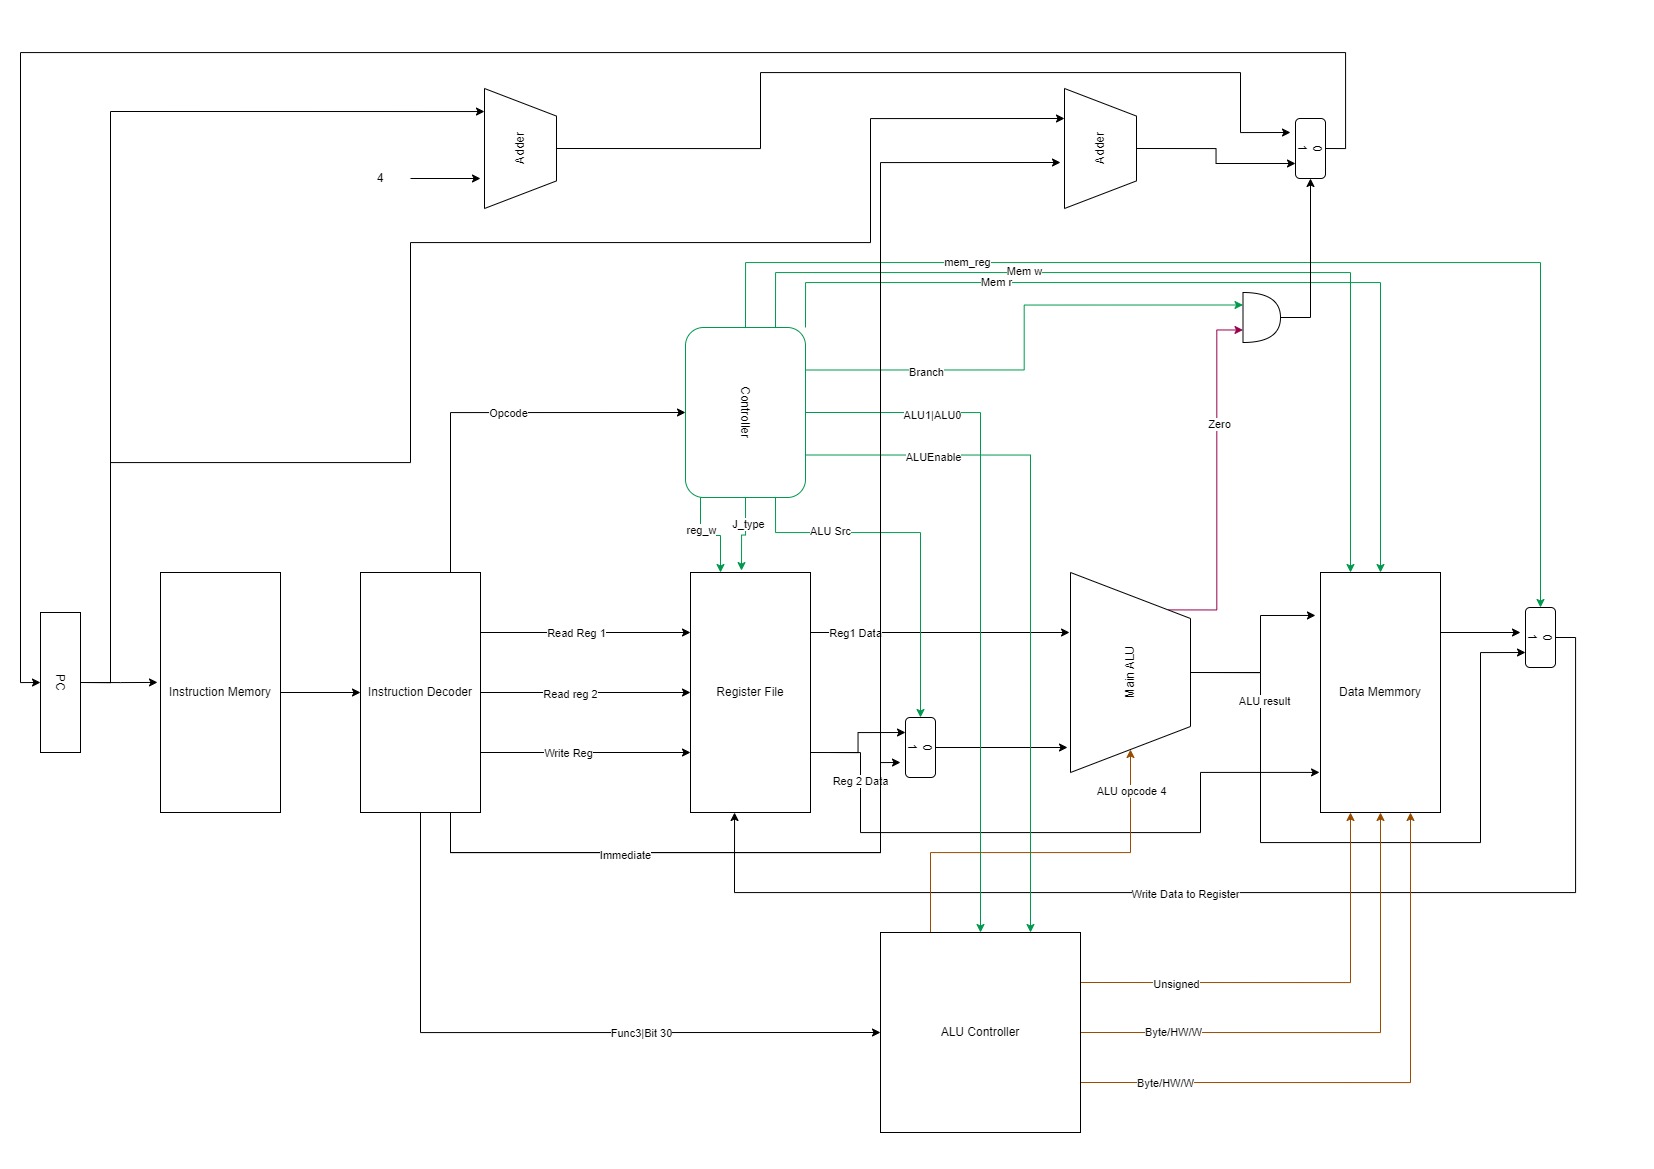 Adder
4
Adder
0
1
mem_reg
Mem w
Mem r
Branch
Controller
Opcode
ALU1|ALU0
Zero
ALUEnable
reg_w
J_type
ALU Src
PC
Instruction Memory
Instruction Decoder
Read Reg 1
Read reg 2
Write Reg
Register File
Reg1 Data
Reg 2 Data
0
1
Main ALU
ALU result
ALU opcode 4
Data Memmory
0
1
Immediate
Write Data to Register
Func3|Bit 30
ALU Controller
Unsigned
Byte/HW/W
Byte/HW/W